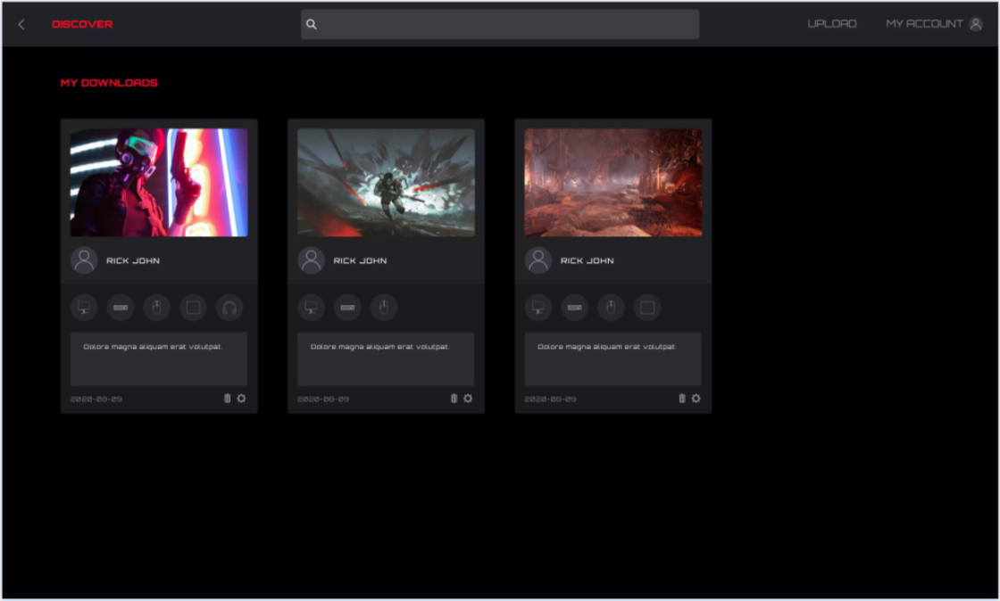 DISCOVER
UPLOAD
MY ACCOUNT
MY DOWNLOADS
RICK JOHN
RICK JOHN
RICK JOHN
Dolore magna aliquam erat volutpat.
Dolore magna aliquam erat volutpat.
Dolore magna aliquam erat volutpat.
2020-08-09
2020-08-09
2020-08-09